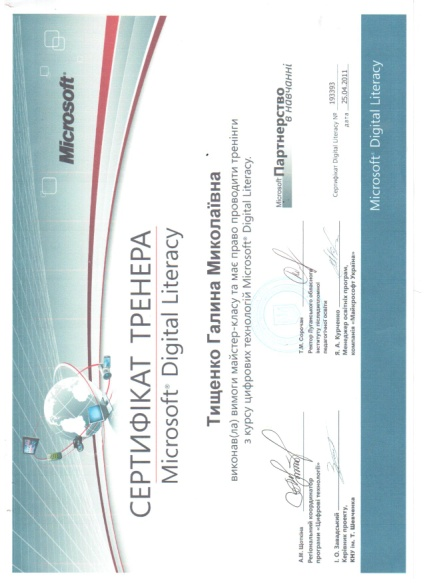 Microsoft®
СЕРТИФІКАТ ТРЕНЕРА
Microsoft® Digital Literacy
Тищенко Галина Миколаївна
виконав(ла) вимоги майстер-класу та має право проводити тренінги
з курсу цифрових технологій Microsoft® Digital Literacy.
Регіональний координатор
програми «Цифрові технології»
Т.М. Сорочан
Ректор Луганського обласного
інституту післядипломної
педагогічної освіти
Microsoft Партнерство
в навчанні
І. О. Завадський
Керівник проекту,
КНУ ім. Т. Шевченка
Я. А. Курченко
Менеджер освітніх програм,
компанія «Майкрософт Україна»
Сертифікат Digital Literacy № 193393
дата 25.04.2011
Microsoft® Digital Literacy